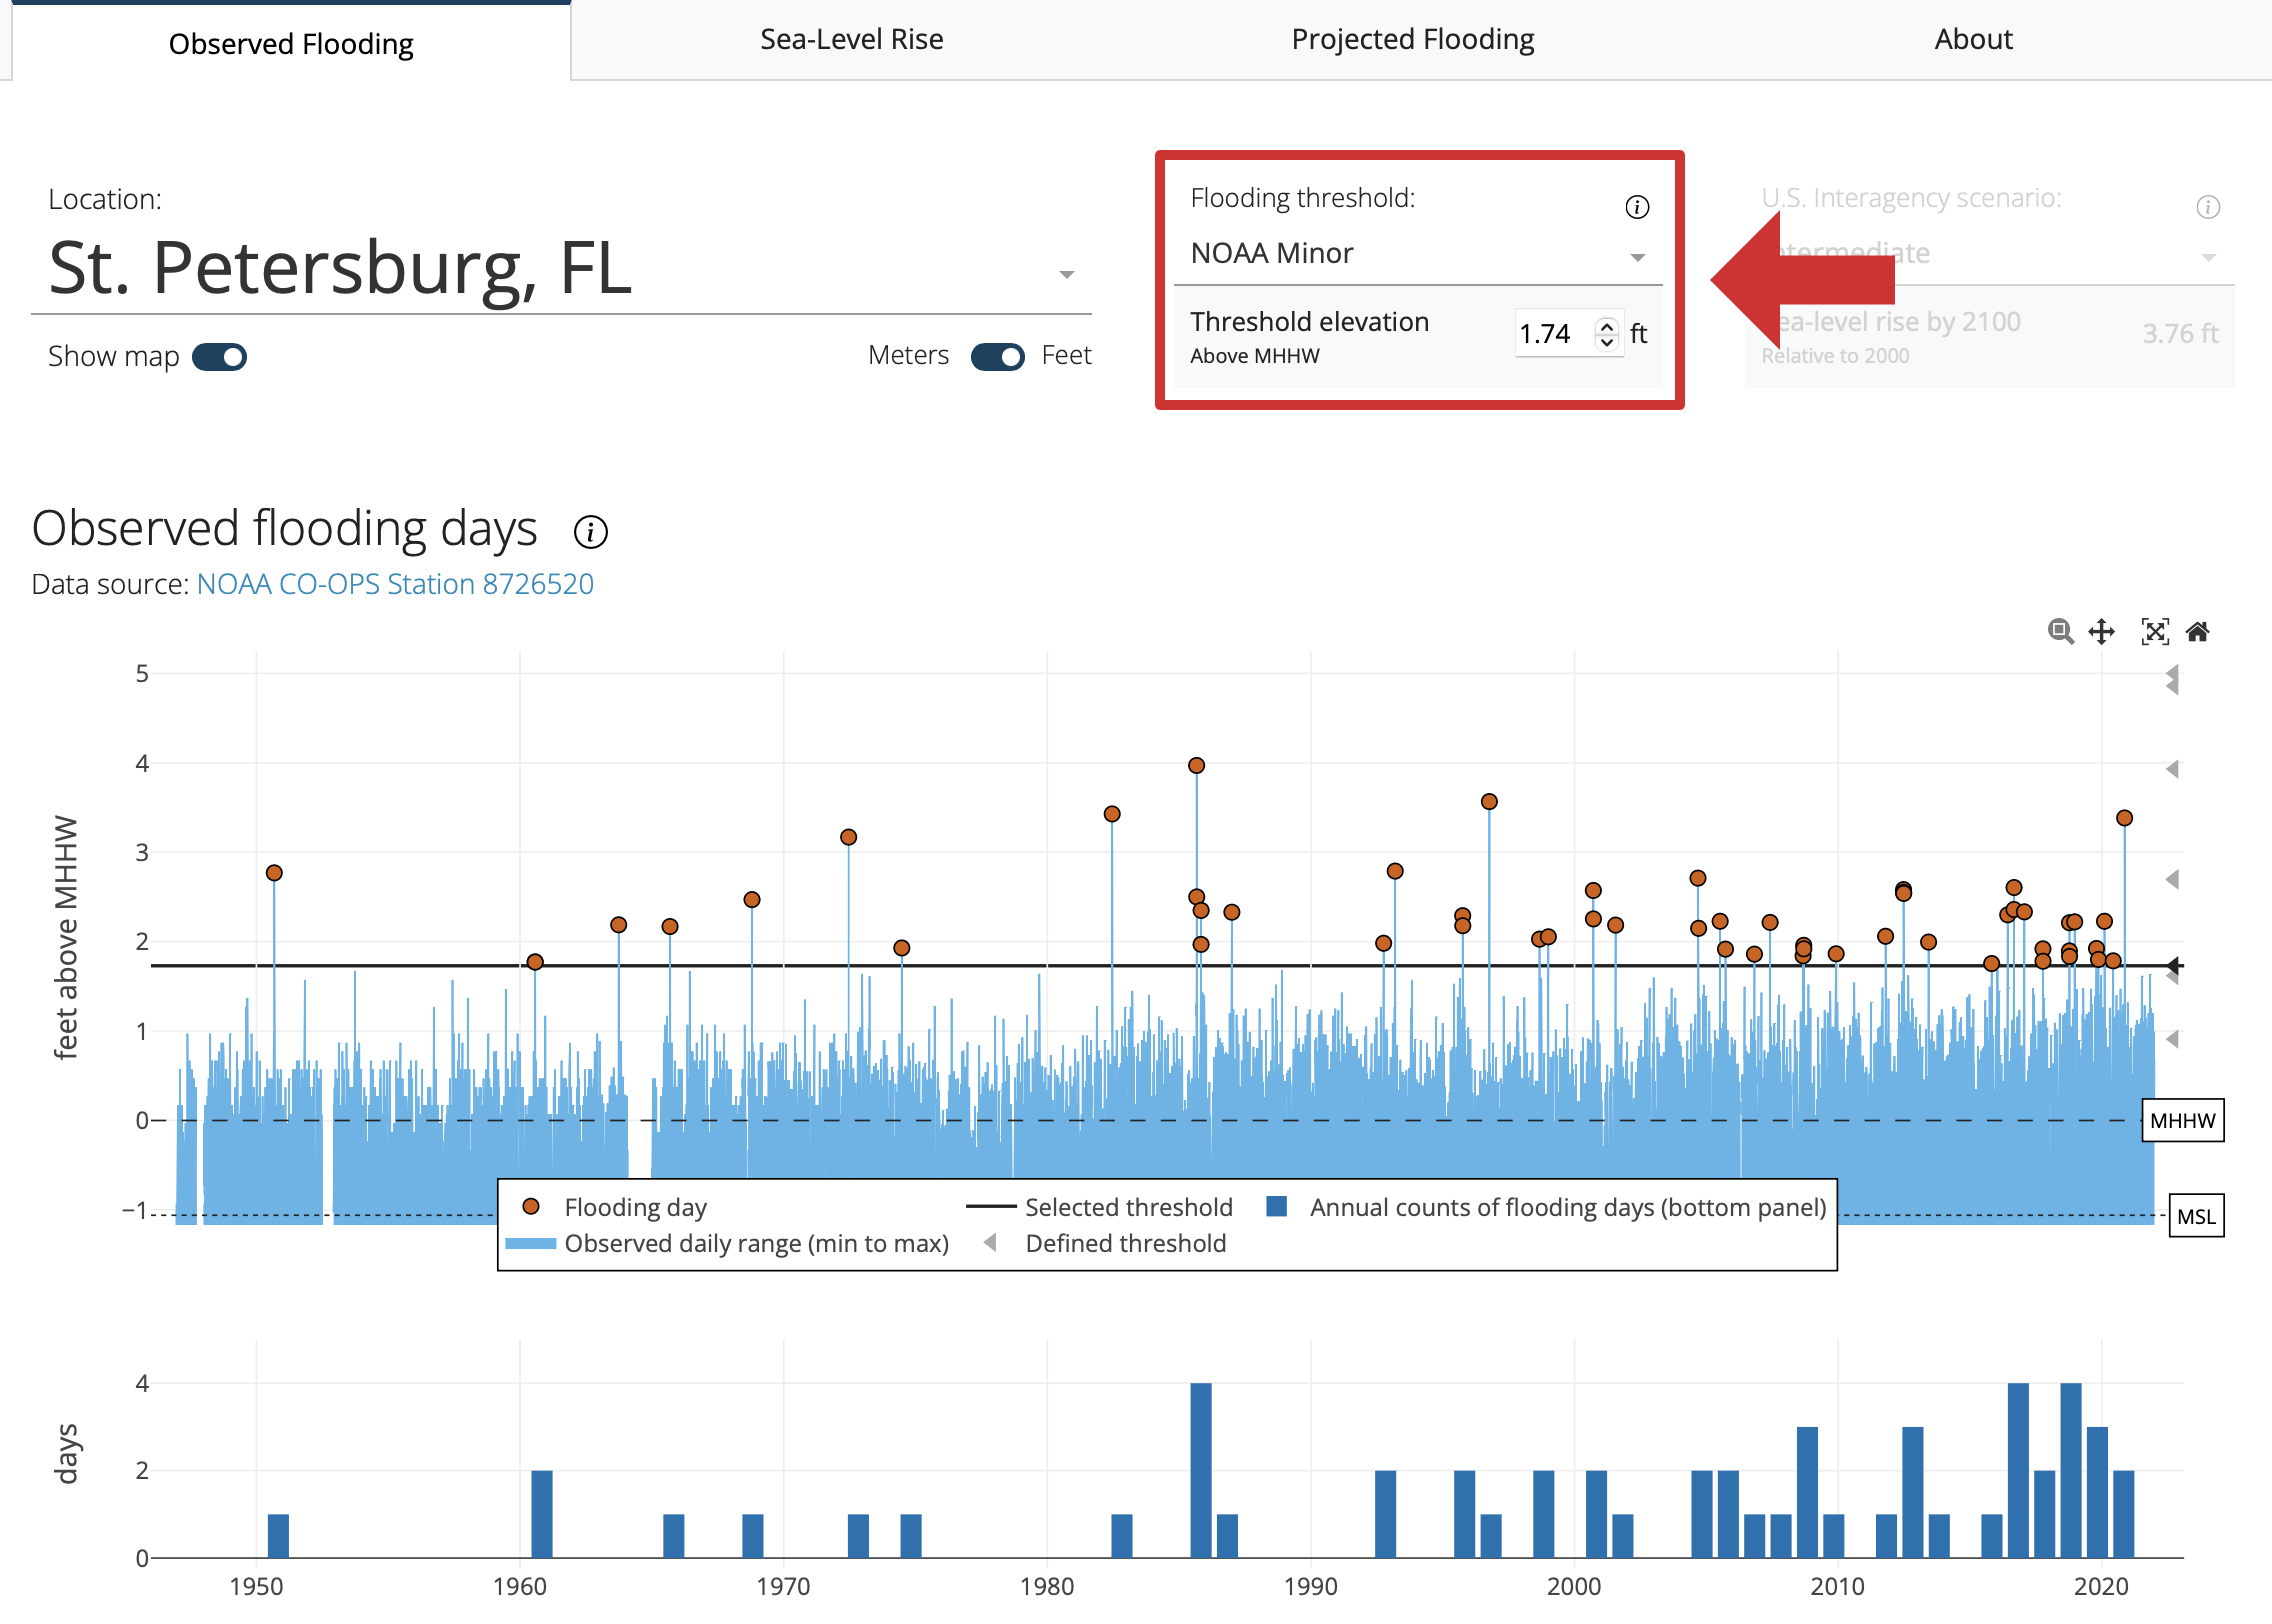 Observed Flooding
Sea-Level Rise
Projected Flooding
About
Location:
St. Petersburg, FL
Show map
Meters
Feet
Flooding threshold:
NOAA Minor
Threshold elevation
Above MHHW
1.74 ft
U.S. Interagency scenario:
ntermediate
ea-level rise by 2100
Relative to 2000
3.76 ft
Observed flooding days
Data source: NOAA CO-OPS Station 8726520
feet above MHHW
5
4
3
2
1
0
−1
MHHW
MSL
Flooding day
Selected threshold
Annual counts of flooding days (bottom panel)
Observed daily range (min to max)
Defined threshold
days
4
2
0
1950
1960
1970
1980
1990
2000
2010
2020